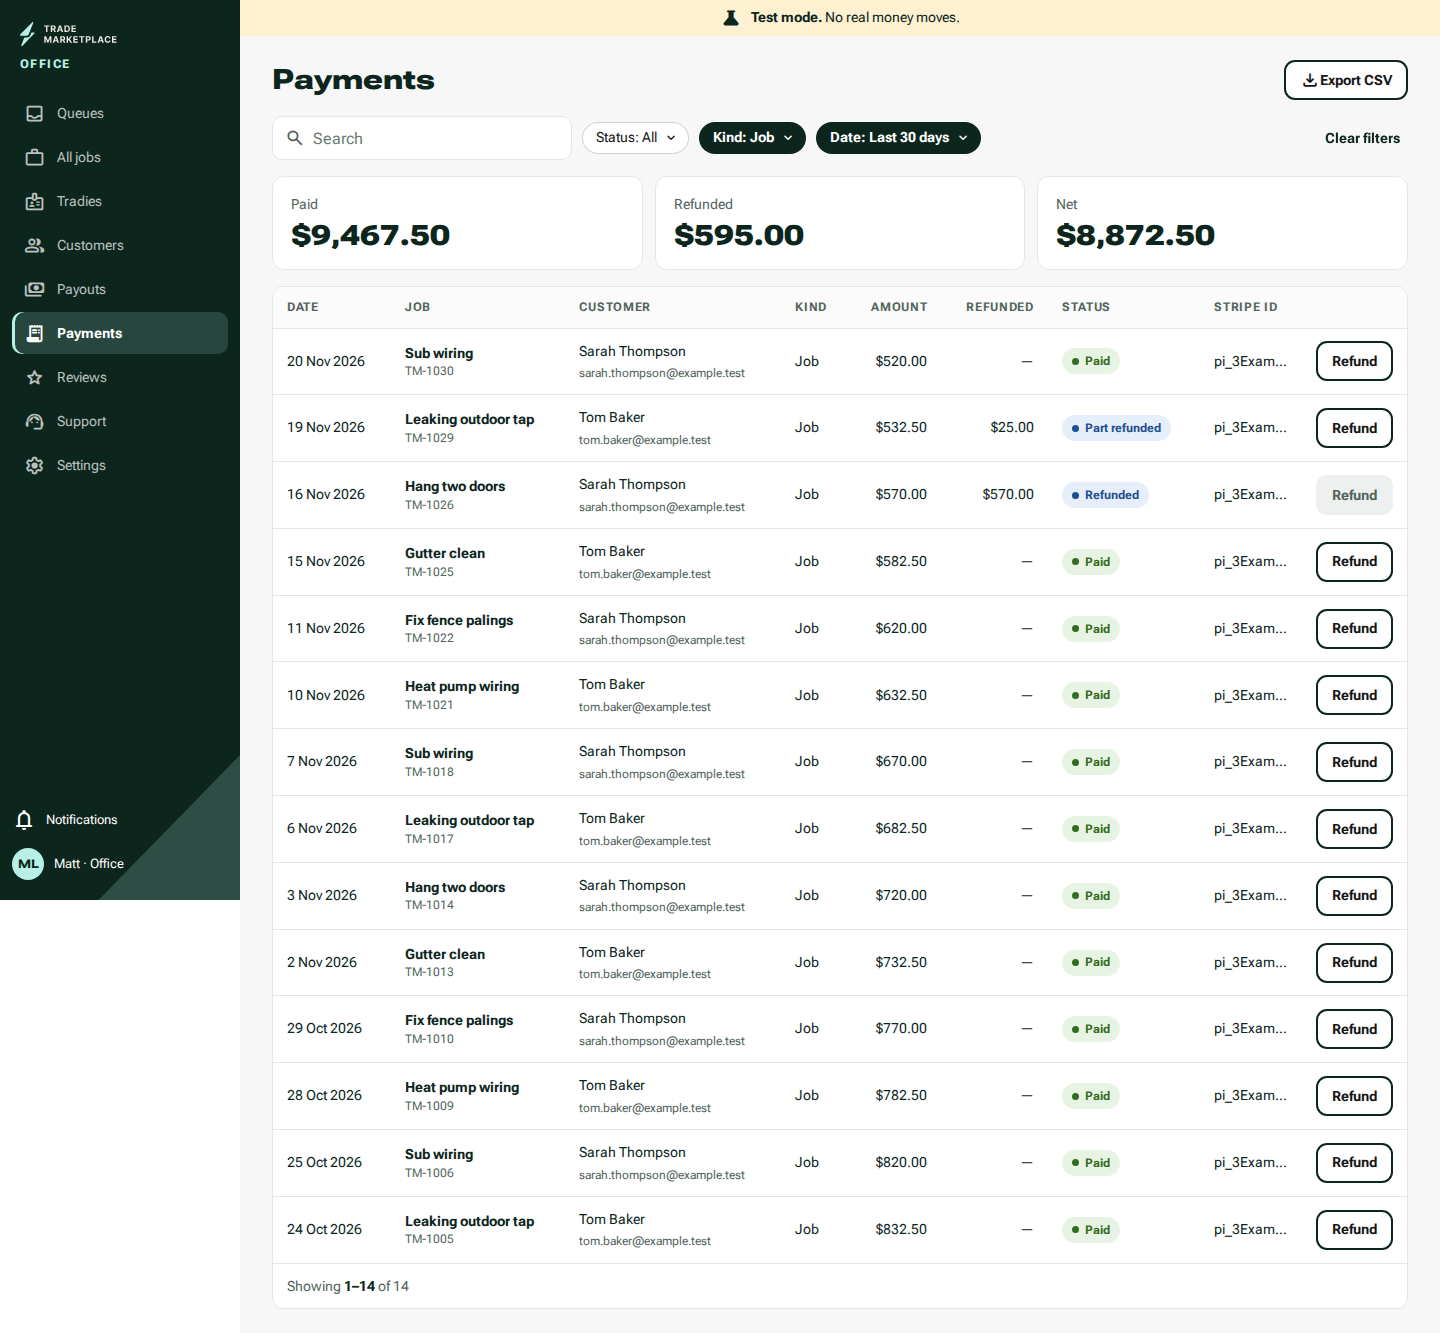 TRADE
MARKETPLACE
OFFICE
Queues
All jobs
Tradies
Customers
Payouts
Payments
Reviews
Support
Settings
Notifications
ML Matt · Office
Test mode. No real money moves.
Payments
Export CSV
Search
Status: All
Kind: Job
Date: Last 30 days
Clear filters
Paid
$9,467.50
Refunded
$595.00
Net
$8,872.50
DATE JOB CUSTOMER KIND AMOUNT REFUNDED STATUS STRIPE ID
20 Nov 2026 Sub wiring TM-1030 Sarah Thompson sarah.thompson@example.test Job $520.00 — Paid pi_3Exam... Refund
19 Nov 2026 Leaking outdoor tap TM-1029 Tom Baker tom.baker@example.test Job $532.50 $25.00 Part refunded pi_3Exam... Refund
16 Nov 2026 Hang two doors TM-1026 Sarah Thompson sarah.thompson@example.test Job $570.00 $570.00 Refunded pi_3Exam... Refund
15 Nov 2026 Gutter clean TM-1025 Tom Baker tom.baker@example.test Job $582.50 — Paid pi_3Exam... Refund
11 Nov 2026 Fix fence palings TM-1022 Sarah Thompson sarah.thompson@example.test Job $620.00 — Paid pi_3Exam... Refund
10 Nov 2026 Heat pump wiring TM-1021 Tom Baker tom.baker@example.test Job $632.50 — Paid pi_3Exam... Refund
7 Nov 2026 Sub wiring TM-1018 Sarah Thompson sarah.thompson@example.test Job $670.00 — Paid pi_3Exam... Refund
6 Nov 2026 Leaking outdoor tap TM-1017 Tom Baker tom.baker@example.test Job $682.50 — Paid pi_3Exam... Refund
3 Nov 2026 Hang two doors TM-1014 Sarah Thompson sarah.thompson@example.test Job $720.00 — Paid pi_3Exam... Refund
2 Nov 2026 Gutter clean TM-1013 Tom Baker tom.baker@example.test Job $732.50 — Paid pi_3Exam... Refund
29 Oct 2026 Fix fence palings TM-1010 Sarah Thompson sarah.thompson@example.test Job $770.00 — Paid pi_3Exam... Refund
28 Oct 2026 Heat pump wiring TM-1009 Tom Baker tom.baker@example.test Job $782.50 — Paid pi_3Exam... Refund
25 Oct 2026 Sub wiring TM-1006 Sarah Thompson sarah.thompson@example.test Job $820.00 — Paid pi_3Exam... Refund
24 Oct 2026 Leaking outdoor tap TM-1005 Tom Baker tom.baker@example.test Job $832.50 — Paid pi_3Exam... Refund
Showing 1–14 of 14